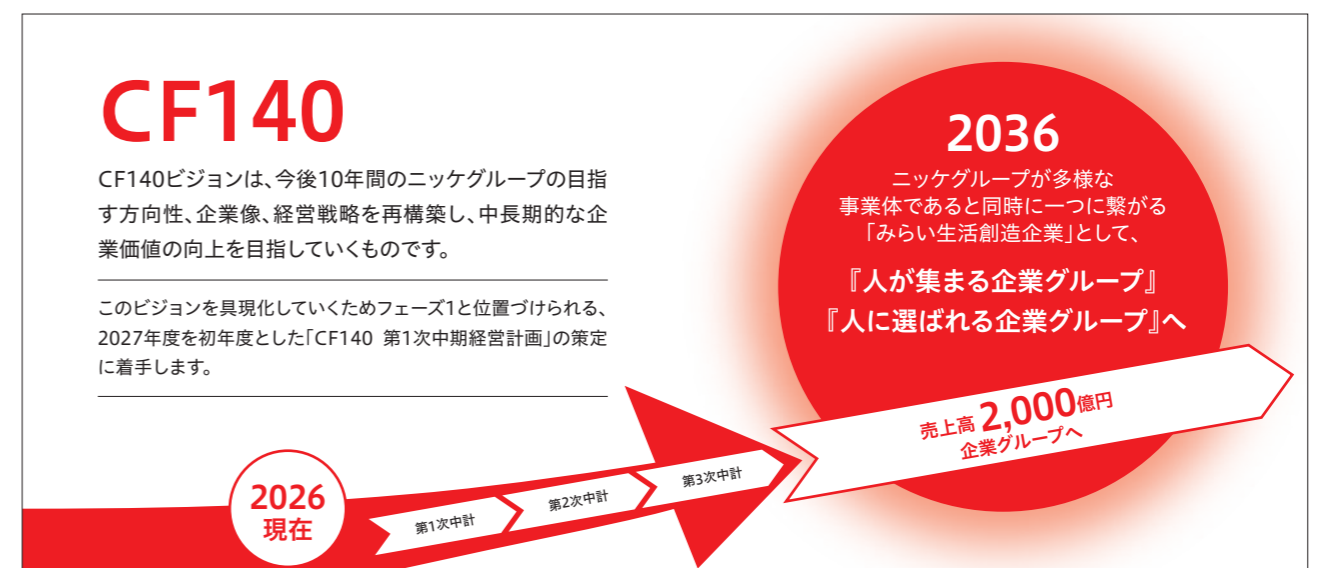 CF140
CF140ビジョンは、今後10年間のニッケグループの目指
す方向性、企業像、経営戦略を再構築し、中長期的な企
業価値の向上を目指していくものです。
このビジョンを具現化していくためフェーズ1と位置づけられる、
2027年度を初年度とした「CF140 第1次中期経営計画」の策定
に着手します。
2026
現在
第1次中計
第2次中計
第3次中計
2036
ニッケグループが多様な
事業体であると同時に一つに繋がる
「みらい生活創造企業」として、
『人が集まる企業グループ』
『人に選ばれる企業グループ』へ
売上高2,000億円
企業グループへ